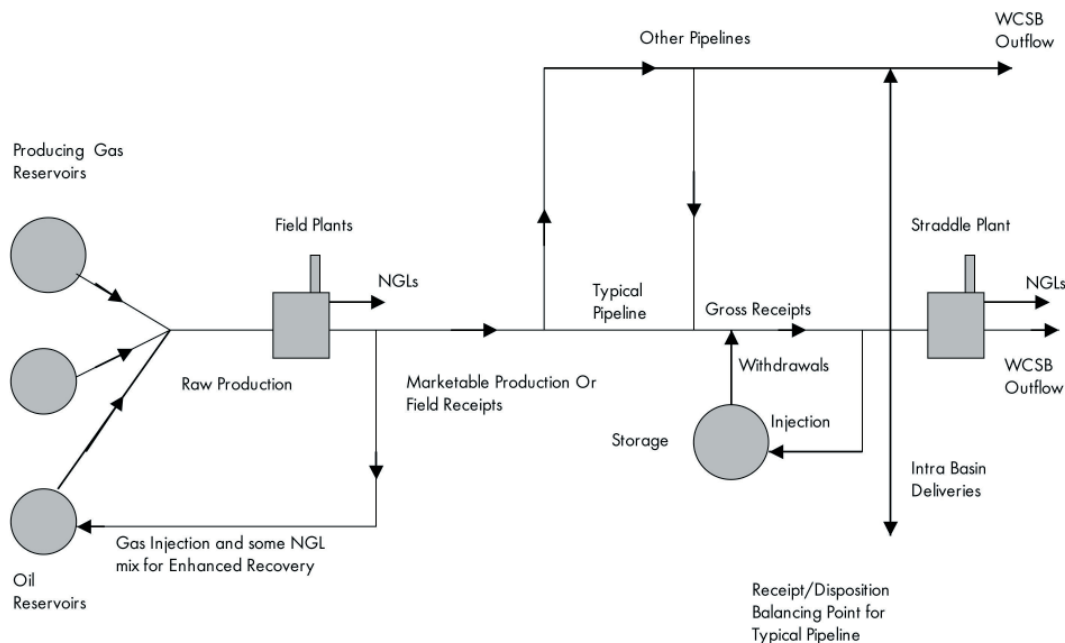 Other Pipelines
WCSB
Outflow
Producing Gas
Reservoirs
Field Plants
Straddle Plant
NGLs
NGLs
Typical
Pipeline
Gross Receipts
Raw Production
Marketable Production Or
Field Receipts
Withdrawals
WCSB
Outflow
Storage
Injection
Intra Basin
Deliveries
Gas Injection and some NGL
mix for Enhanced Recovery
Oil
Reservoirs
Receipt/Disposition
Balancing Point for
Typical Pipeline